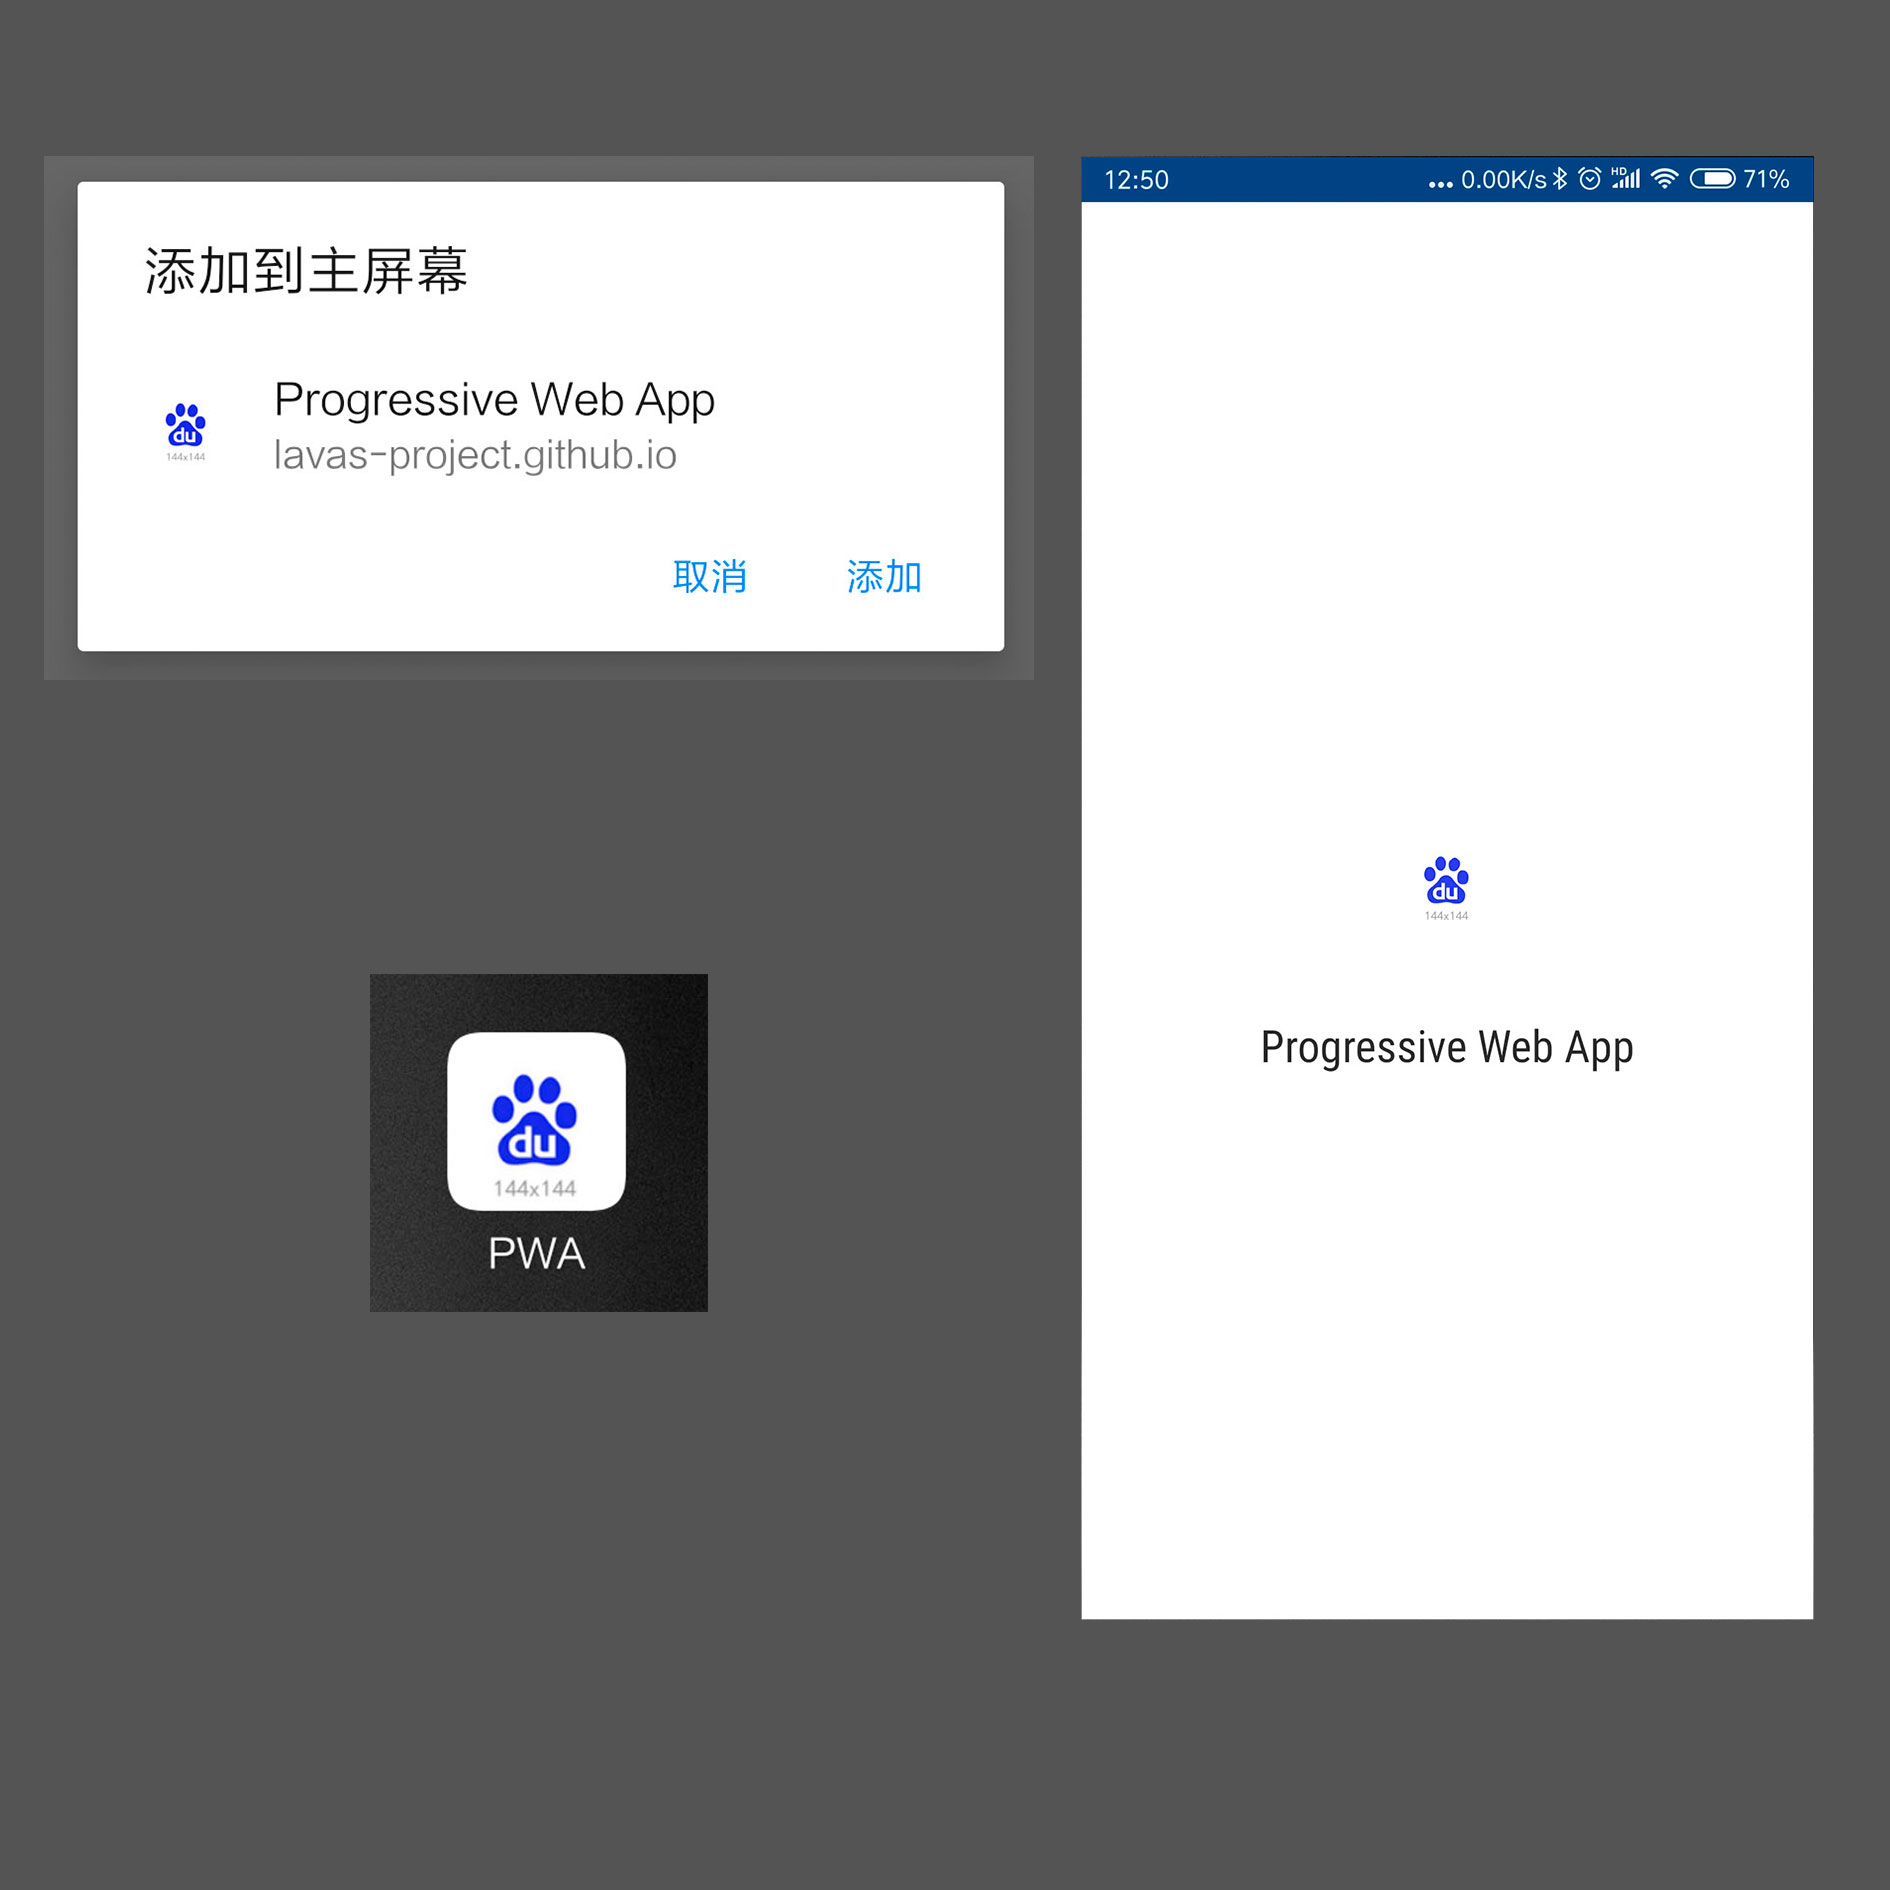 添加到主屏幕
du
144x144
Progressive Web App
lavas-project.github.io
取消
添加
du
144x144
PWA
12:50
... 0.00K/s HD 71%
du
144x144
Progressive Web App